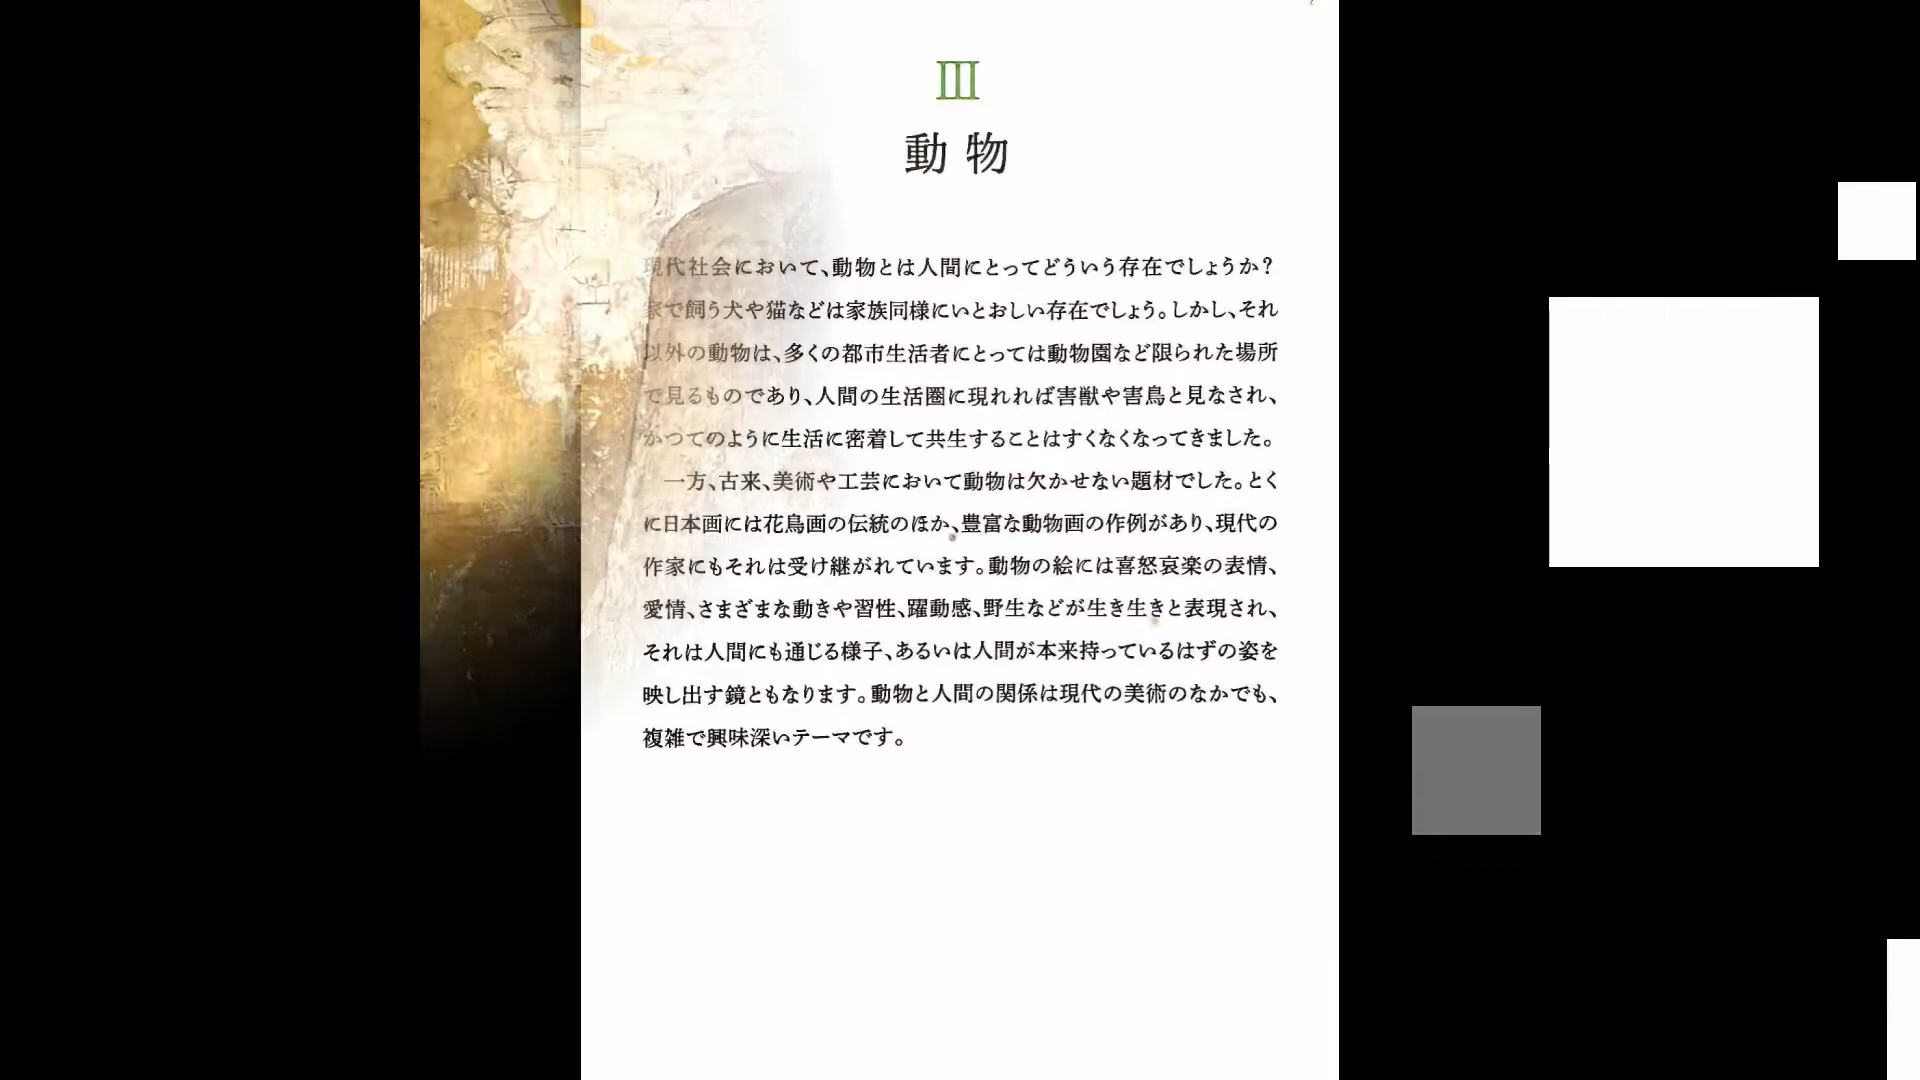 Ⅲ
動物
現代社会において、動物とは人間にとってどういう存在でしょうか？
家で飼う犬や猫などは家族同様にいとおしい存在でしょう。しかし、それ
以外の動物は、多くの都市生活者にとっては動物園など限られた場所
で見るものであり、人間の生活圏に現れれば害獣や害鳥と見なされ、
かつてのように生活に密着して共生することはすくなくなってきました。
一方、古来、美術や工芸において動物は欠かせない題材でした。とく
に日本画には花鳥画の伝統のほか、豊富な動物画の作例があり、現代の
作家にもそれは受け継がれています。動物の絵には喜怒哀楽の表情、
愛情、さまざまな動きや習性、躍動感、野生などが生き生きと表現され、
それは人間にも通じる様子、あるいは人間が本来持っているはずの姿を
映し出す鏡ともなります。動物と人間の関係は現代の美術のなかでも、
複雑で興味深いテーマです。